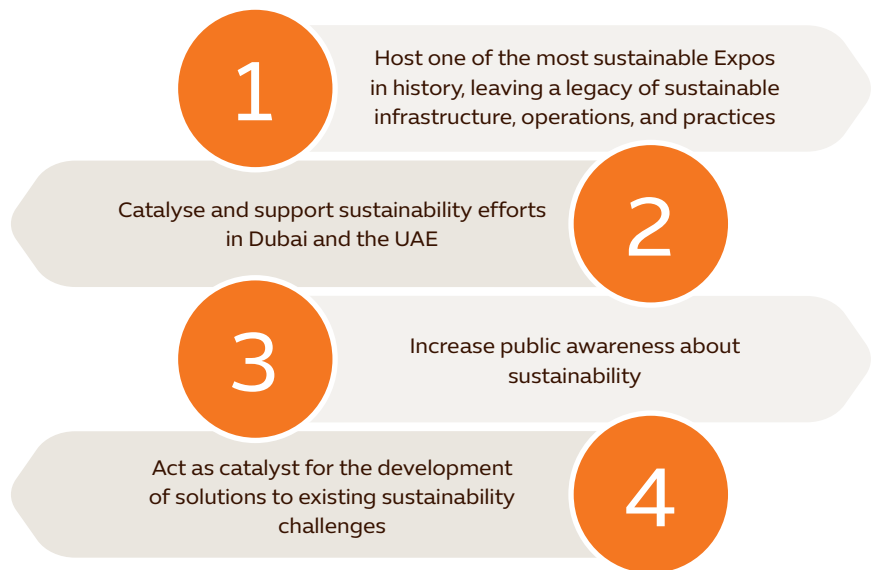 1
Host one of the most sustainable Expos
in history, leaving a legacy of sustainable
infrastructure, operations, and practices
Catalyse and support sustainability efforts
in Dubai and the UAE
2
3
Increase public awareness about
sustainability
Act as catalyst for the development
of solutions to existing sustainability
challenges
4